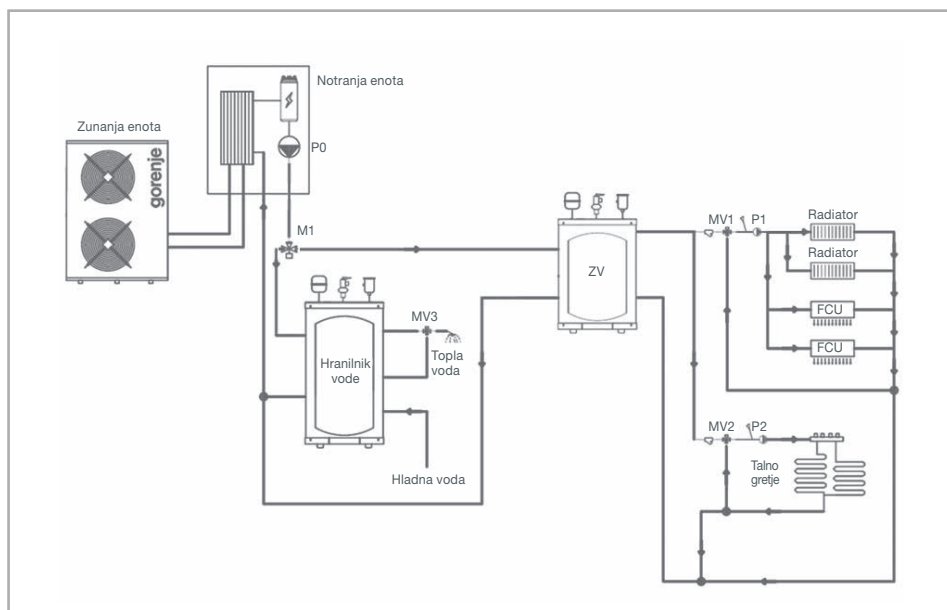 Notranja enota
Zunanja enota
gorenje
P0
M1
MV1
P1
Radiator
Radiator
ZV
FCU
FCU
MV3
Hranilnik
vode
Topla
voda
MV2
P2
Talno
gretje
Hladna voda